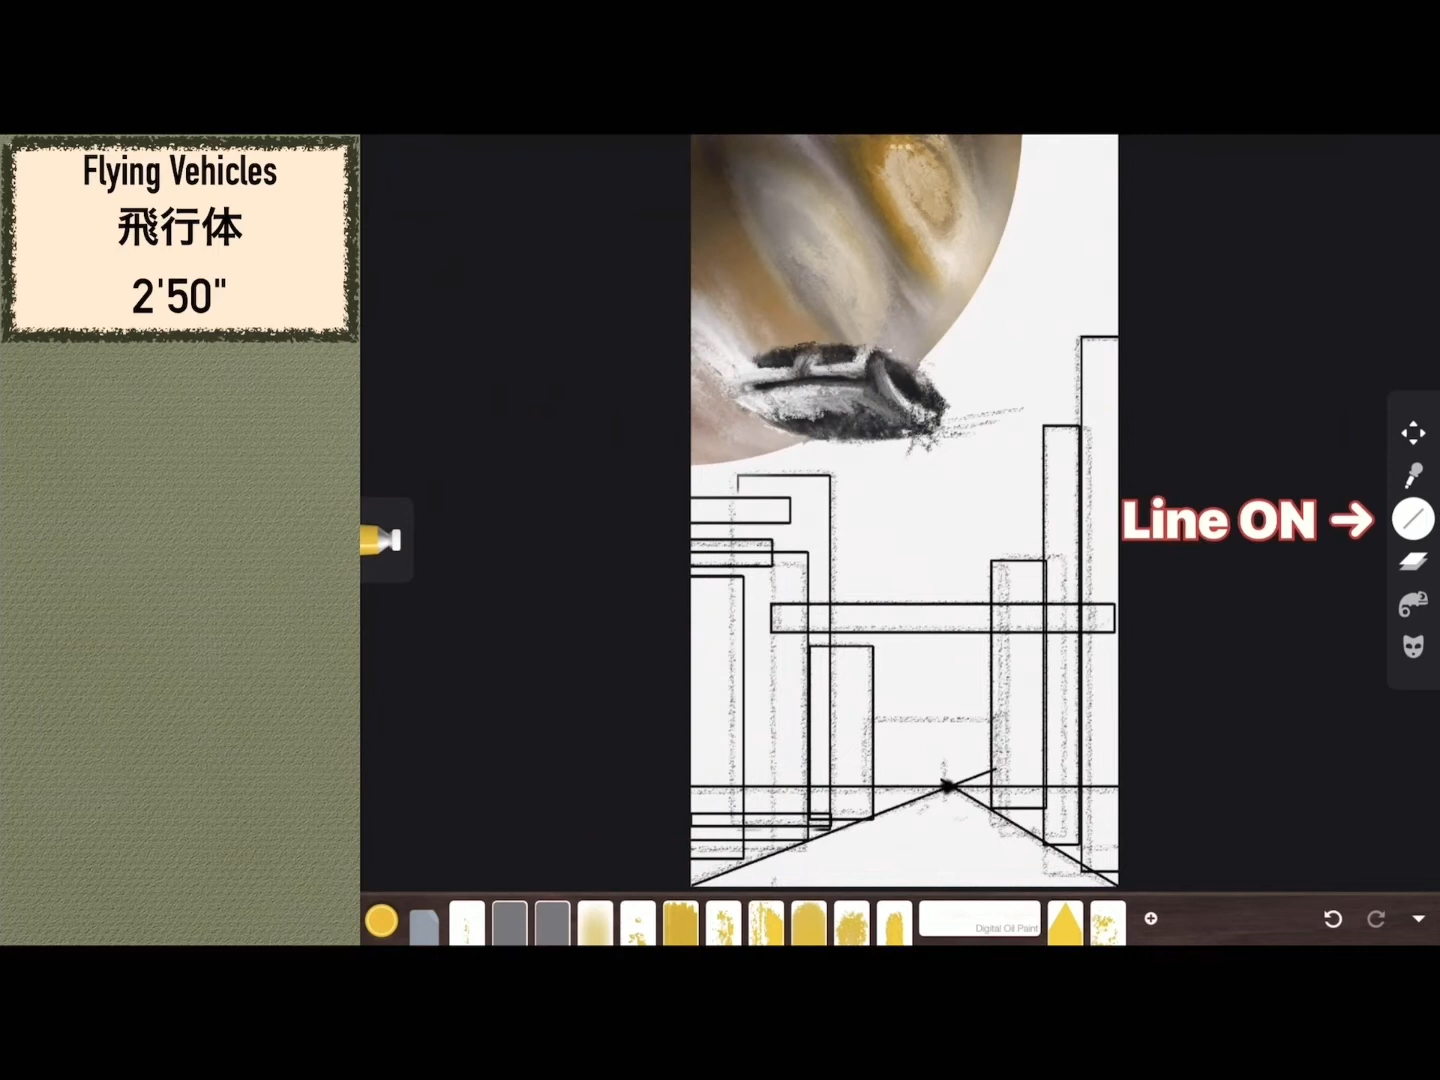 Flying Vehicles
飛行体
2'50"
Line ON →
Digital Oil Paint